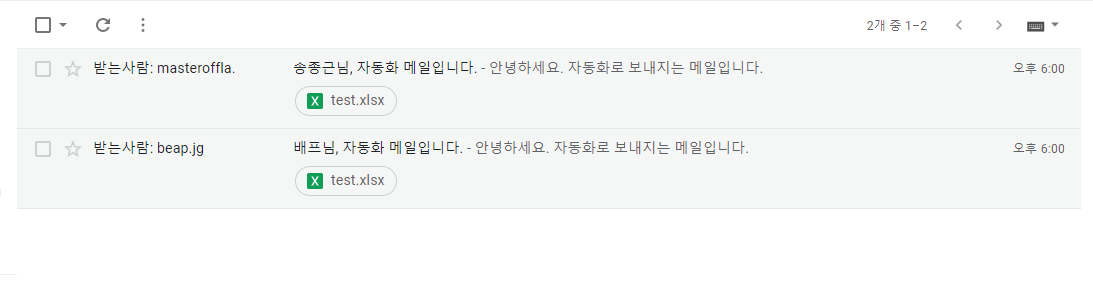 2개 중 1–2
받는사람: masteroffla. 송종근님, 자동화 메일입니다. - 안녕하세요. 자동화로 보내지는 메일입니다. 오후 6:00
test.xlsx
받는사람: beap.jg 배프님, 자동화 메일입니다. - 안녕하세요. 자동화로 보내지는 메일입니다. 오후 6:00
test.xlsx